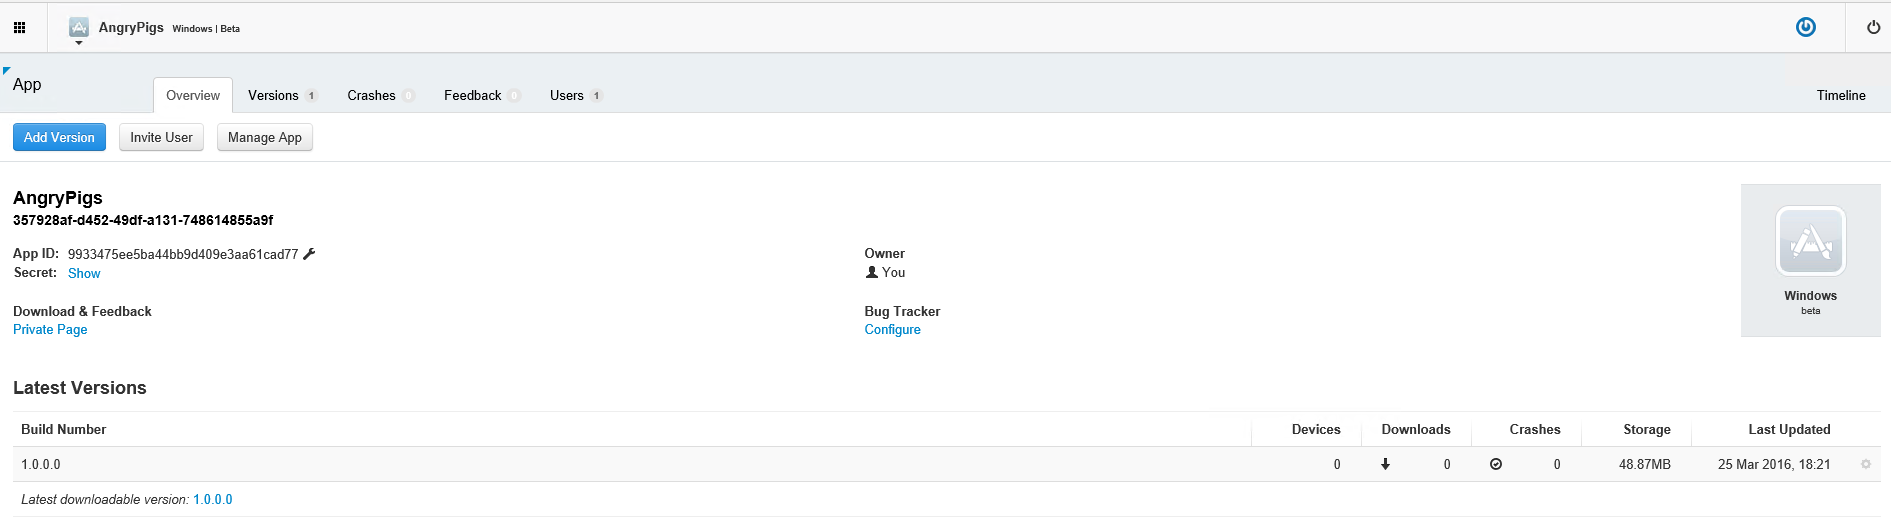 AngryPigs Windows | Beta
App
Overview Versions 1 Crashes 0 Feedback 0 Users 1 Timeline
Add Version Invite User Manage App
AngryPigs
357928af-d452-49df-a131-748614855a9f
App ID: 9933475ee5ba44bb9d409e3aa61cad77
Secret: Show
Owner
You
Download & Feedback
Private Page
Bug Tracker
Configure
Windows
beta
Latest Versions
Build Number Devices Downloads Crashes Storage Last Updated
1.0.0.0 0 0 0 48.87MB 25 Mar 2016, 18:21
Latest downloadable version: 1.0.0.0